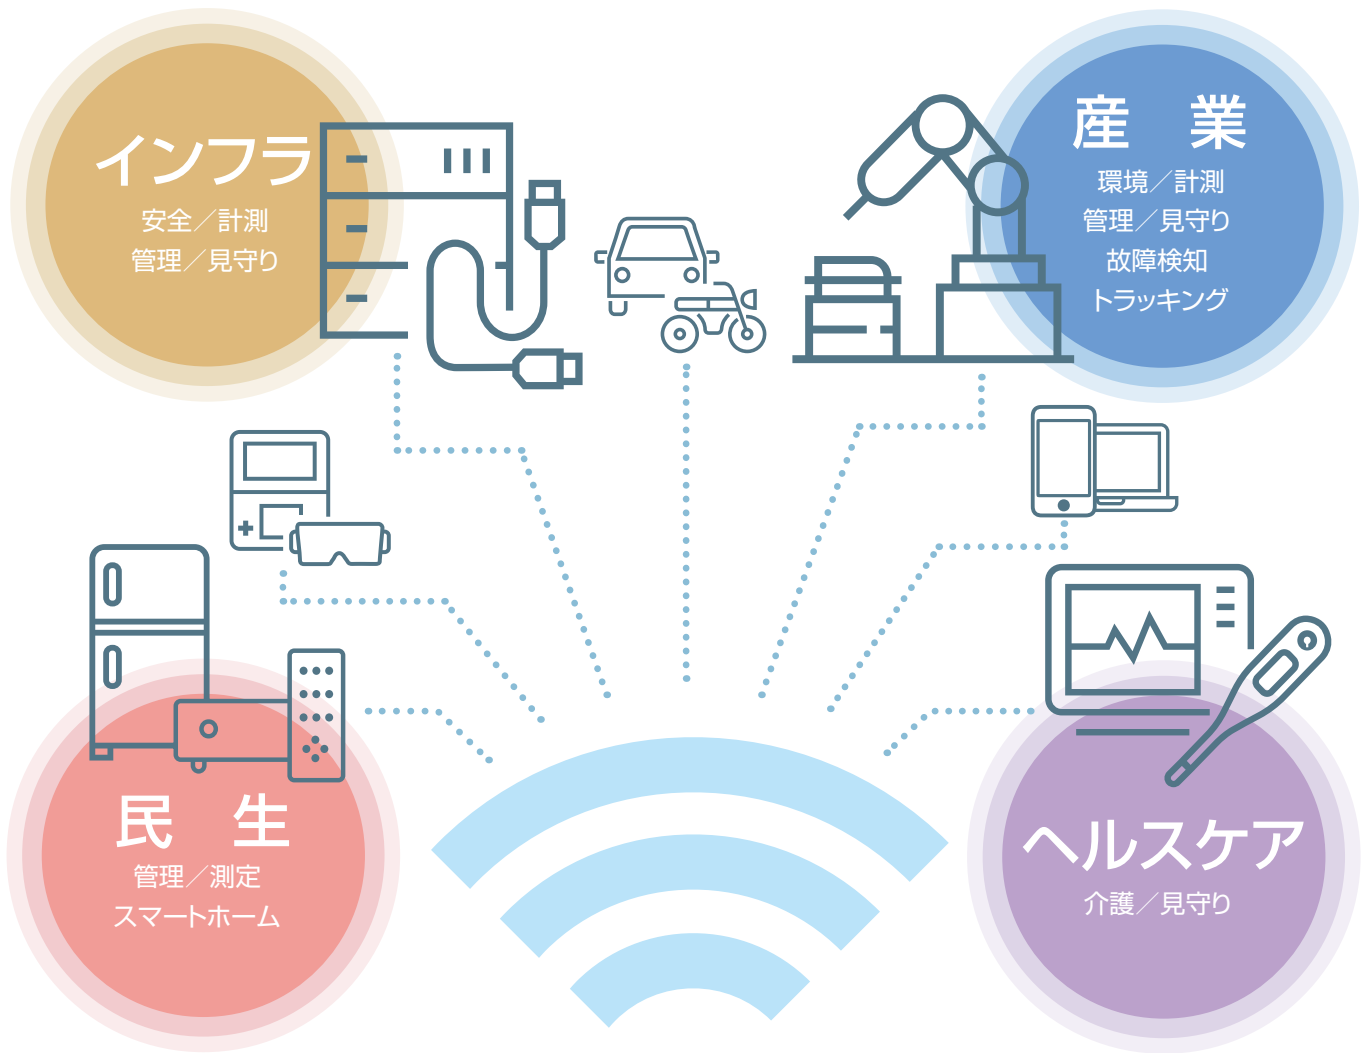 インフラ
安全／計測
管理／見守り
産　業
環境／計測
管理／見守り
故障検知
トラッキング
民　生
管理／測定
スマートホーム
ヘルスケア
介護／見守り